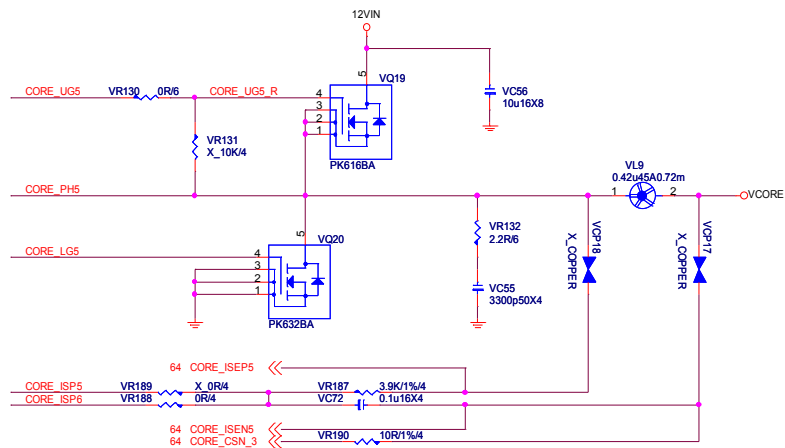 12VIN
5
VQ19
CORE_UG5 VR130 0R/6 CORE_UG5_R 4
3
2
1
VC56
10u16X8
VR131
X_10K/4
PK616BA
VL9
0.42u45A0.72m
CORE_PH5 1 2 VCORE
5
VQ20
VR132
2.2R/6
VCP18
X_COPPER
VCP17
X_COPPER
CORE_LG5 4
3
2
1
VC55
3300p50X4
PK632BA
64 CORE_ISEP5
CORE_ISP5 VR189 X_0R/4 VR187 3.9K/1%/4
CORE_ISP6 VR188 0R/4 VC72 0.1u16X4
64 CORE_ISEN5
64 CORE_CSN_3 VR190 10R/1%/4